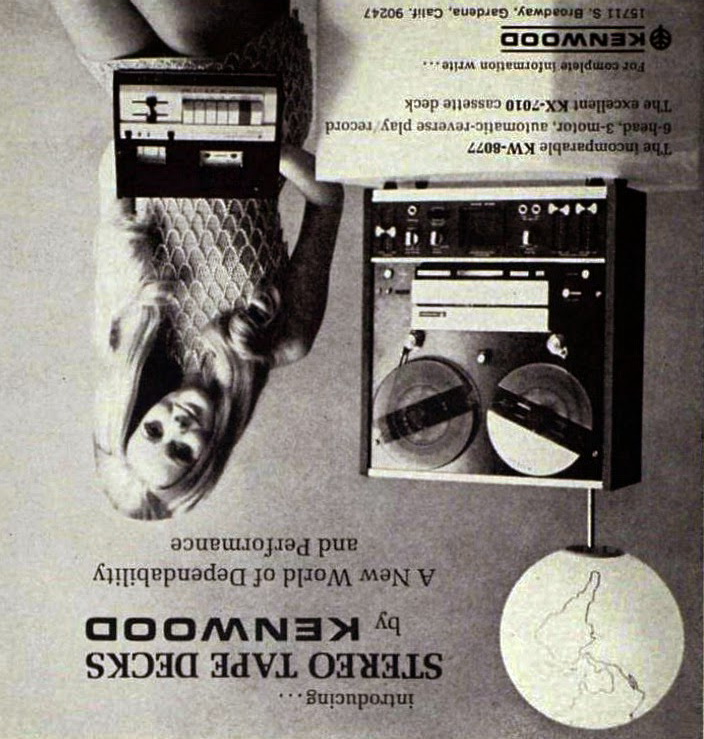 introducing...
STEREO TAPE DECKS
by KENWOOD
A New World of Dependability
and Performance
The incomparable KW-8077
6-head, 3-motor, automatic-reverse play/record
The excellent KX-7010 cassette deck
For complete information write...
KENWOOD
15711 S. Broadway, Gardena, Calif. 90247